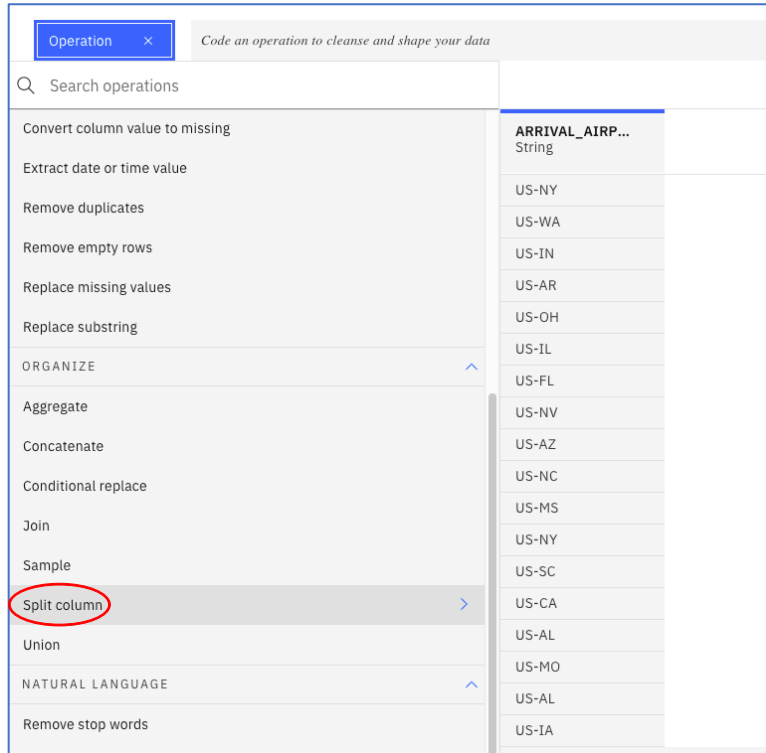 Operation ×
Code an operation to cleanse and shape your data
Search operations
Convert column value to missing
Extract date or time value
Remove duplicates
Remove empty rows
Replace missing values
Replace substring
ORGANIZE
Aggregate
Concatenate
Conditional replace
Join
Sample
Split column
Union
NATURAL LANGUAGE
Remove stop words
ARRIVAL_AIRP...
String
US-NY
US-WA
US-IN
US-AR
US-OH
US-IL
US-FL
US-NV
US-AZ
US-NC
US-MS
US-NY
US-SC
US-CA
US-AL
US-MO
US-AL
US-IA